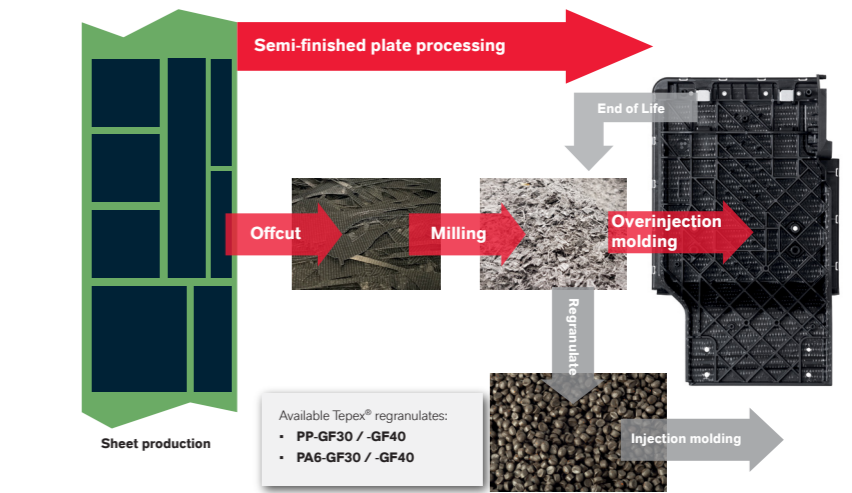 Semi-finished plate processing
End of Life
Offcut
Milling
Overinjection
molding
Regranulate
Available Tepex® regranulates:
▪ PP-GF30 / -GF40
▪ PA6-GF30 / -GF40
Sheet production
Injection molding